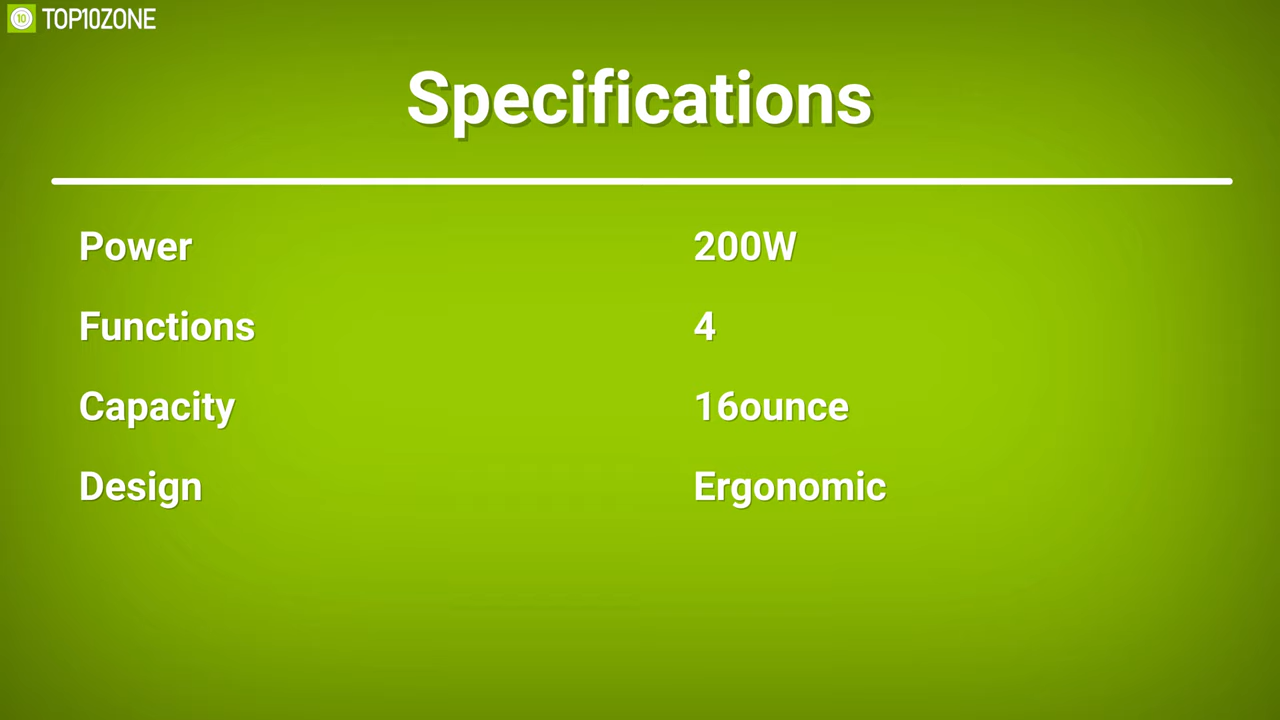 TOP10ZONE
Specifications
Power 200W
Functions 4
Capacity 16ounce
Design Ergonomic